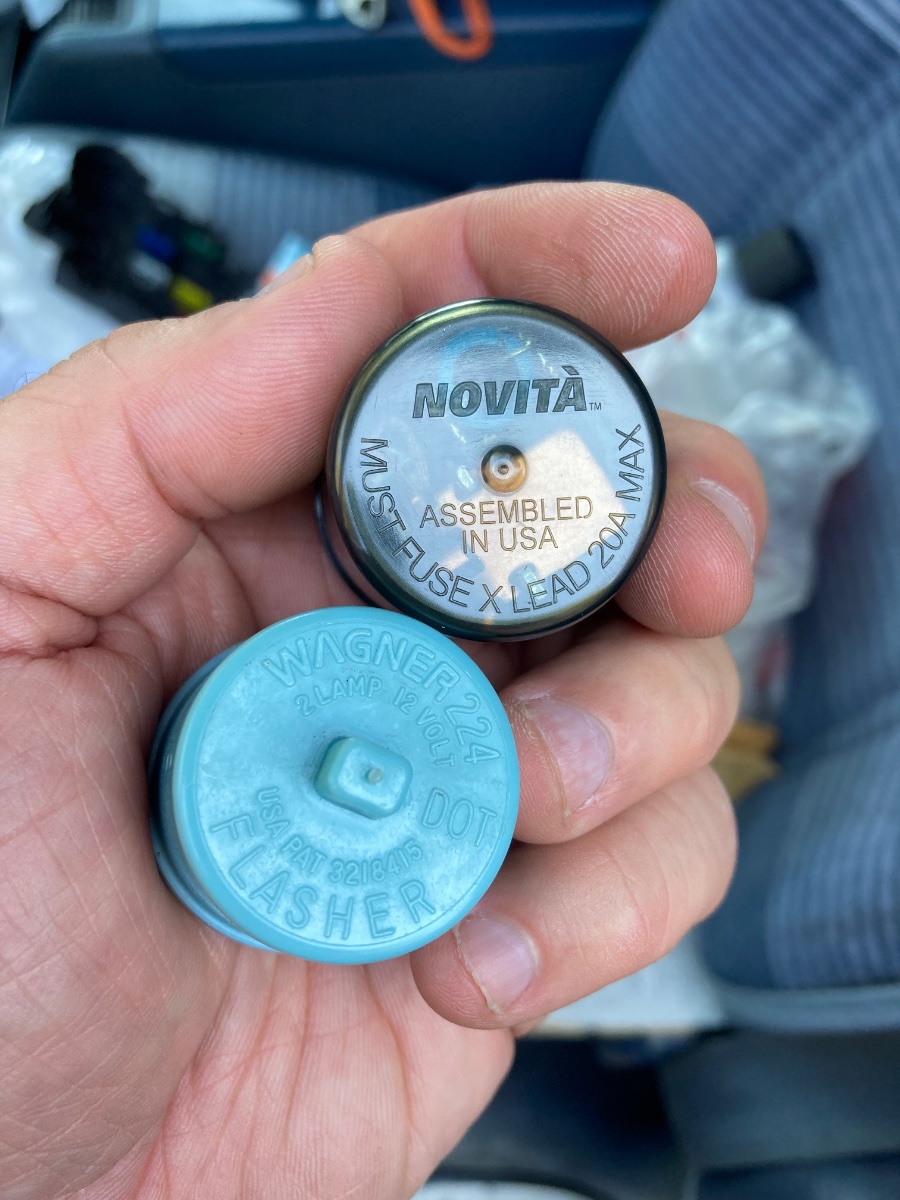 NOVITÀ™
ASSEMBLED
IN USA
MUST FUSE X LEAD 20A MAX
WAGNER 224
2 LAMP 12 VOLT
DOT
USA PAT 3218415
FLASHER